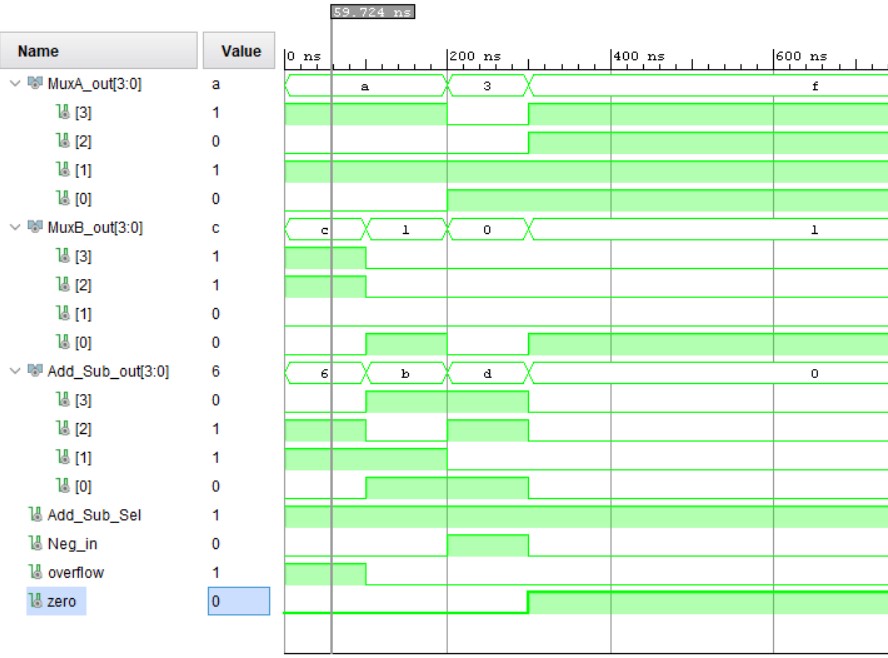 59.724 ns
Name Value 0 ns 200 ns 400 ns 600 ns
MuxA_out[3:0] a a 3 f
[3] 1
[2] 0
[1] 1
[0] 0
MuxB_out[3:0] c c 1 0 1
[3] 1
[2] 1
[1] 0
[0] 0
Add_Sub_out[3:0] 6 6 b d 0
[3] 0
[2] 1
[1] 1
[0] 0
Add_Sub_Sel 1
Neg_in 0
overflow 1
zero 0